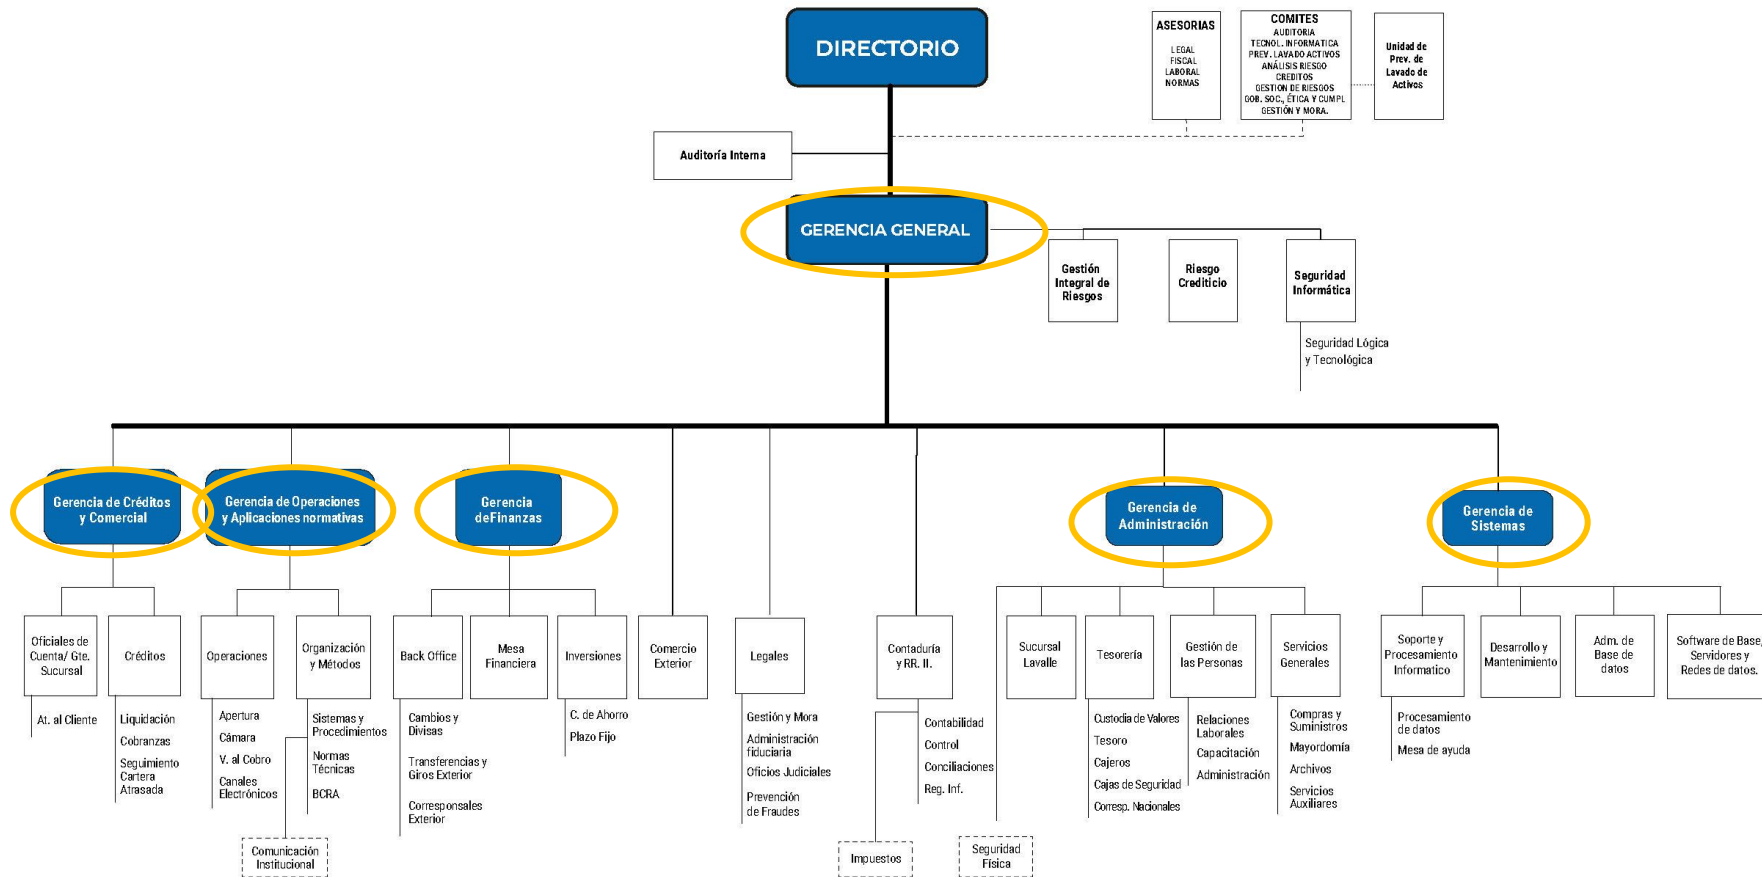 DIRECTORIO
ASESORIAS
LEGAL
FISCAL
LABORAL
NORMAS
COMITES
AUDITORIA
TECNOL. INFORMATICA
PREV. LAVADO ACTIVOS
ANÁLISIS RIESGO
CREDITOS
GESTION DE RIESGOS
GOB. SOC., ÉTICA Y CUMPL
GESTIÓN Y MORA.
Unidad de
Prev. de
Lavado de
Activos
Auditoría Interna
GERENCIA GENERAL
Gestión
Integral de
Riesgos
Riesgo
Crediticio
Seguridad
Informática
Seguridad Lógica
y Tecnológica
Gerencia de Créditos
y Comercial
Gerencia de Operaciones
y Aplicaciones normativas
Gerencia
deFinanzas
Gerencia de
Administración
Gerencia de
Sistemas
Oficiales de
Cuenta/ Gte.
Sucursal
At. al Cliente
Créditos
Liquidación
Cobranzas
Seguimiento
Cartera
Atrasada
Operaciones
Apertura
Cámara
V. al Cobro
Canales
Electrónicos
Organización
y Métodos
Sistemas y
Procedimientos
Normas
Técnicas
BCRA
Comunicación
Institucional
Back Office
Cambios y
Divisas
Transferencias y
Giros Exterior
Corresponsales
Exterior
Mesa
Financiera
Inversiones
C. de Ahorro
Plazo Fijo
Comercio
Exterior
Legales
Gestión y Mora
Administración
fiduciaria
Oficios Judiciales
Prevención
de Fraudes
Contaduría
y RR. II.
Contabilidad
Control
Conciliaciones
Reg. Inf.
Impuestos
Seguridad
Física
Sucursal
Lavalle
Tesorería
Custodia de Valores
Tesoro
Cajeros
Cajas de Seguridad
Corresp. Nacionales
Gestión de
las Personas
Relaciones
Laborales
Capacitación
Administración
Servicios
Generales
Compras y
Suministros
Mayordomía
Archivos
Servicios
Auxiliares
Soporte y
Procesamiento
Informatico
Procesamiento
de datos
Mesa de ayuda
Desarrollo y
Mantenimiento
Adm. de
Base de
datos
Software de Base,
Servidores y
Redes de datos.